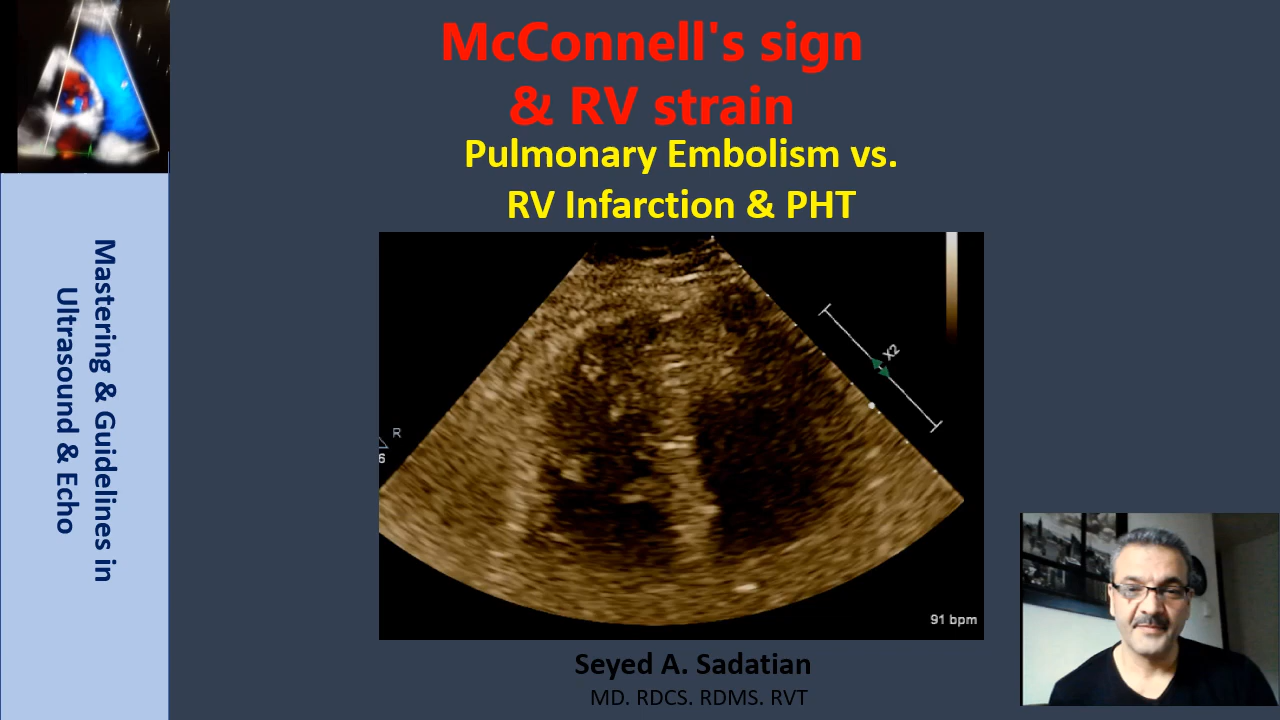 McConnell's sign
& RV strain
Pulmonary Embolism vs.
RV Infarction & PHT
Mastering & Guidelines in
Ultrasound & Echo
X2
R
6
91 bpm
Seyed A. Sadatian
MD. RDCS. RDMS. RVT